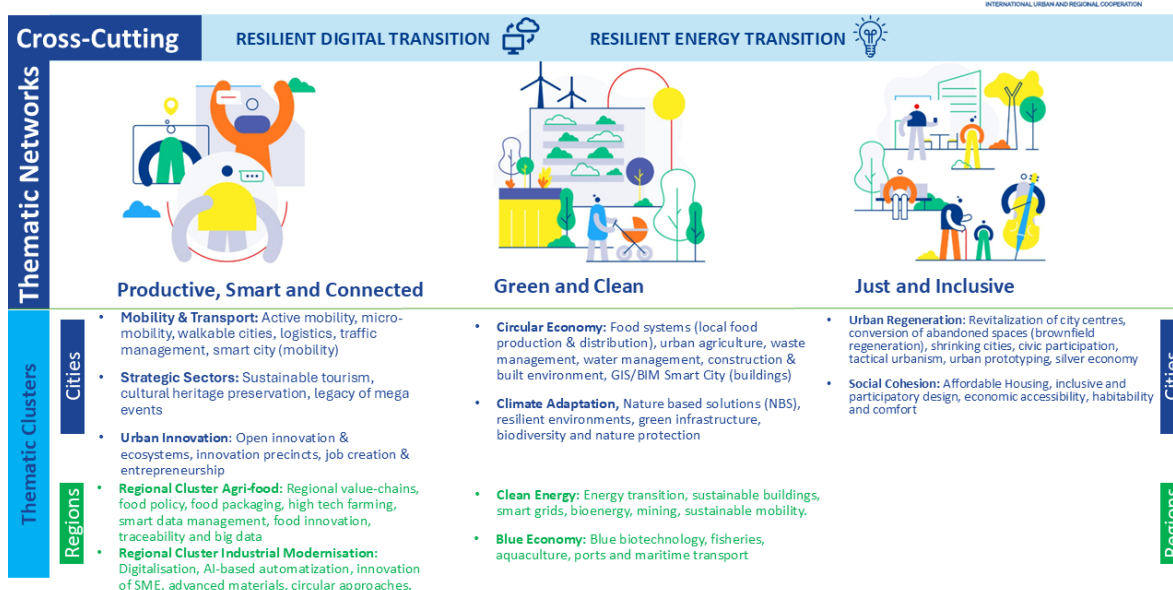 INTERNATIONAL URBAN AND REGIONAL COOPERATION
Cross-Cutting
RESILIENT DIGITAL TRANSITION
RESILIENT ENERGY TRANSITION
Thematic Networks
Productive, Smart and Connected
Green and Clean
Just and Inclusive
Thematic Clusters
Cities
• Mobility & Transport: Active mobility, micro-
mobility, walkable cities, logistics, traffic
management, smart city (mobility)
• Strategic Sectors: Sustainable tourism,
cultural heritage preservation, legacy of mega
events
• Urban Innovation: Open innovation &
ecosystems, innovation precincts, job creation &
entrepreneurship
• Circular Economy: Food systems (local food
production & distribution), urban agriculture, waste
management, water management, construction &
built environment, GIS/BIM Smart City (buildings)
• Climate Adaptation, Nature based solutions (NBS),
resilient environments, green infrastructure,
biodiversity and nature protection
• Urban Regeneration: Revitalization of city centres,
conversion of abandoned spaces (brownfield
regeneration), shrinking cities, civic participation,
tactical urbanism, urban prototyping, silver economy
• Social Cohesion: Affordable Housing, inclusive and
participatory design, economic accessibility, habitability
and comfort
Cities
Regions
• Regional Cluster Agri-food: Regional value-chains,
food policy, food packaging, high tech farming,
smart data management, food innovation,
traceability and big data
• Regional Cluster Industrial Modernisation:
Digitalisation, AI-based automatization, innovation
of SME, advanced materials, circular approaches,
• Clean Energy: Energy transition, sustainable buildings,
smart grids, bioenergy, mining, sustainable mobility.
• Blue Economy: Blue biotechnology, fisheries,
aquaculture, ports and maritime transport
Regions